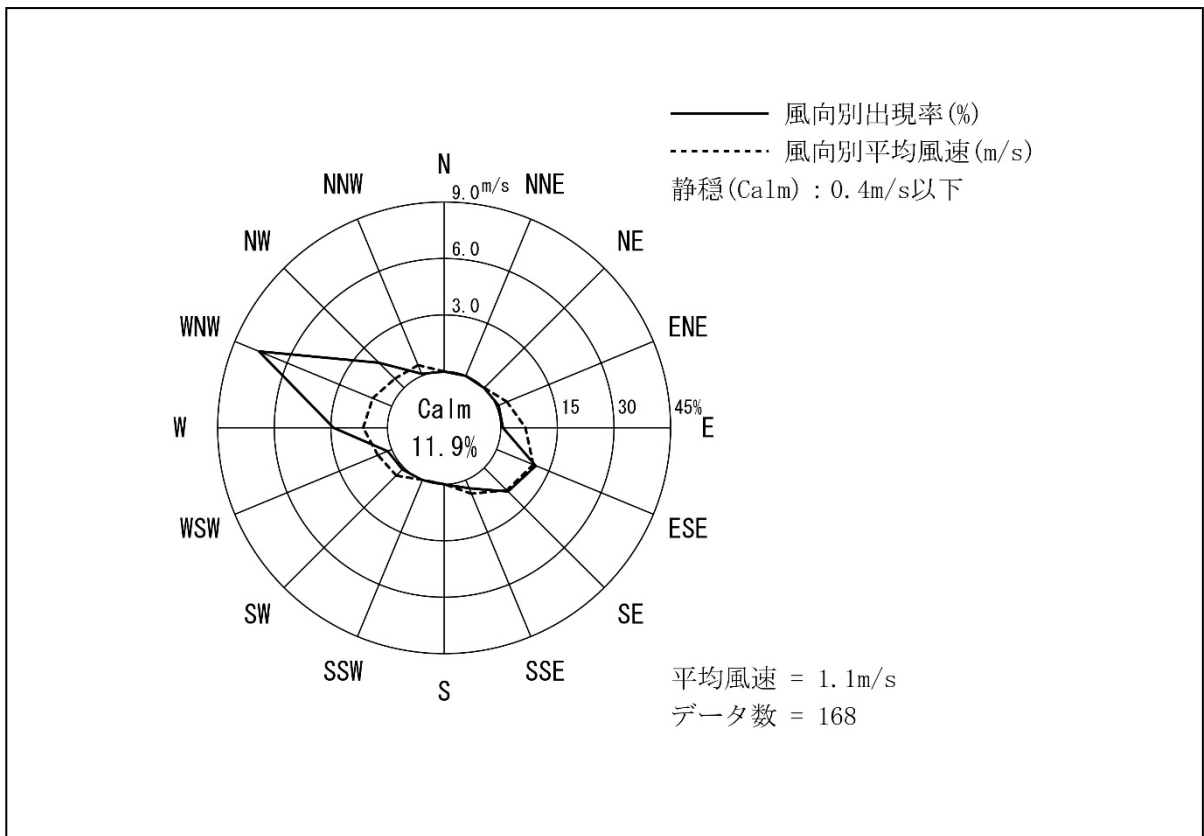 風向別出現率(%)
風向別平均風速(m/s)
静穏(Calm) : 0.4m/s以下
N
NNE
NE
ENE
E
ESE
SE
SSE
S
SSW
SW
WSW
W
WNW
NW
NNW
9.0 m/s
6.0
3.0
15 30 45%
Calm
11.9%
平均風速 = 1.1m/s
データ数 = 168